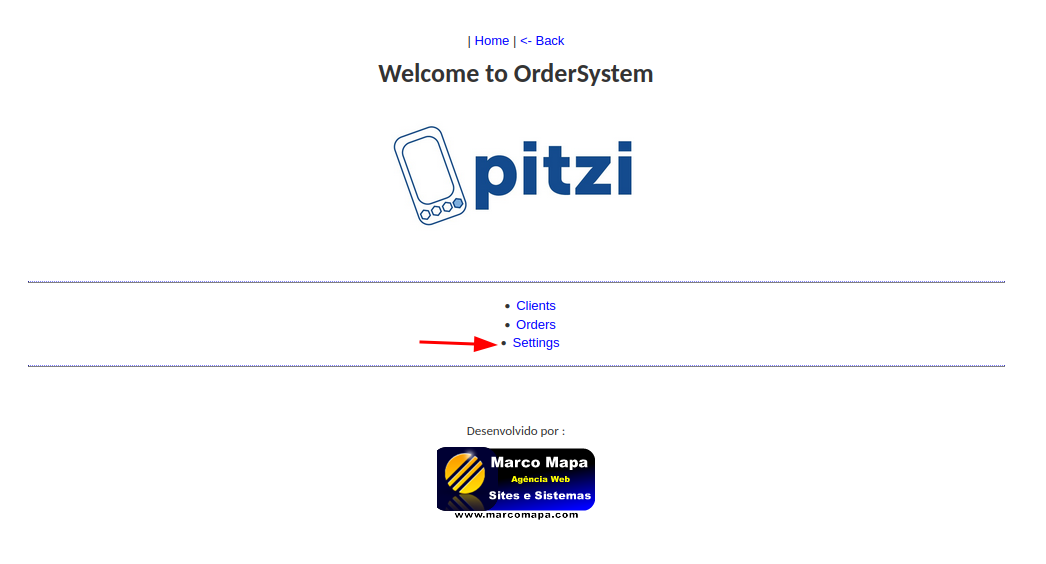 | Home | <- Back
Welcome to OrderSystem
pitzi
• Clients
• Orders
• Settings
Desenvolvido por :
Marco Mapa
Agência Web
Sites e Sistemas
www.marcomapa.com